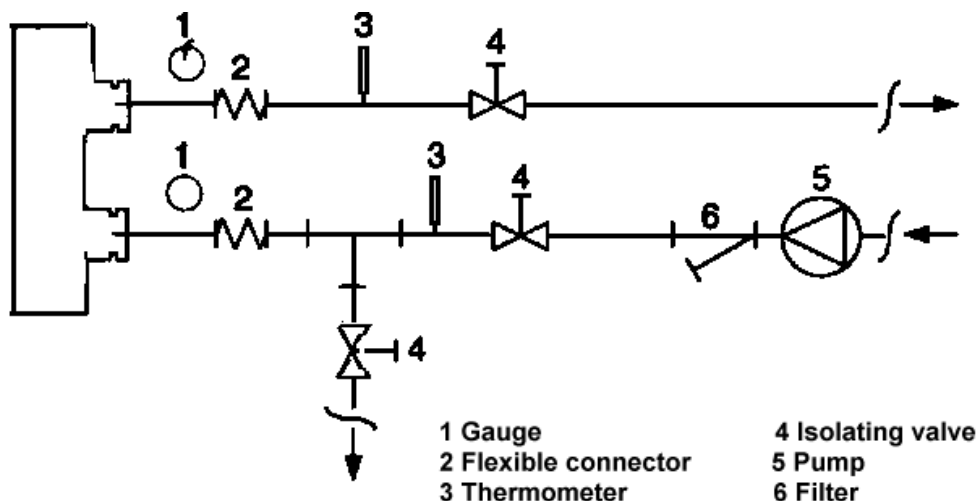 1
2
3
4
1
2
3
4
5
6
4
1 Gauge
2 Flexible connector
3 Thermometer
4 Isolating valve
5 Pump
6 Filter